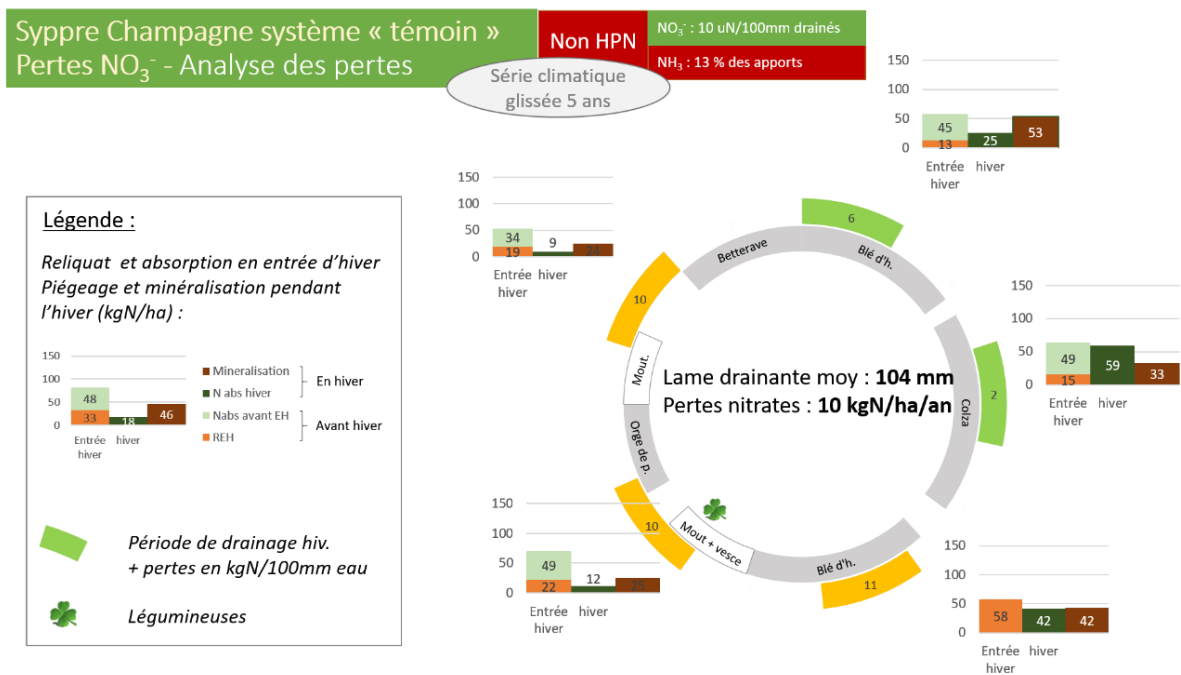 Syppre Champagne système « témoin »
Pertes NO₃⁻ - Analyse des pertes
Non HPN
NO₃⁻ : 10 uN/100mm drainés
NH₃ : 13 % des apports
Série climatique
glissée 5 ans
150
100
50
0
45
13
25
53
Entrée
hiver
hiver
150
100
50
0
34
19
9
24
Entrée
hiver
hiver
Légende :
Reliquat et absorption en entrée d'hiver
Piégeage et minéralisation pendant
l'hiver (kgN/ha) :
150
100
50
0
48
33
18
46
Entrée
hiver
hiver
Mineralisation
N abs hiver
En hiver
Nabs avant EH
REH
Avant hiver
Période de drainage hiv.
+ pertes en kgN/100mm eau
Légumineuses
6
Betterave
Blé d'h.
10
Mout.
Lame drainante moy : 104 mm
Pertes nitrates : 10 kgN/ha/an
2
Colza
Orge de p.
10
Mout + vesce
Blé d'h.
11
150
100
50
0
49
15
59
33
Entrée
hiver
hiver
150
100
50
0
49
22
12
25
Entrée
hiver
hiver
150
100
50
0
58
42
42
Entrée
hiver
hiver